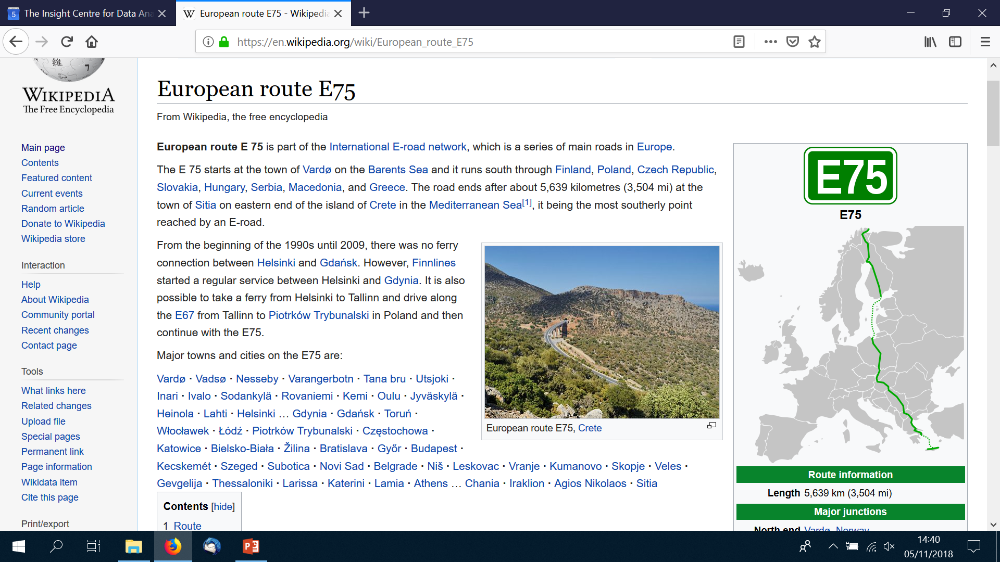 The Insight Centre for Data Ana
European route E75 - Wikipedia
https://en.wikipedia.org/wiki/European_route_E75
維
WIKIPEDIA
The Free Encyclopedia
Main page
Contents
Featured content
Current events
Random article
Donate to Wikipedia
Wikipedia store
Interaction
Help
About Wikipedia
Community portal
Recent changes
Contact page
Tools
What links here
Related changes
Upload file
Special pages
Permanent link
Page information
Wikidata item
Cite this page
Print/export
European route E75
From Wikipedia, the free encyclopedia
European route E 75 is part of the International E-road network, which is a series of main roads in Europe.
The E 75 starts at the town of Vardø on the Barents Sea and it runs south through Finland, Poland, Czech Republic,
Slovakia, Hungary, Serbia, Macedonia, and Greece. The road ends after about 5,639 kilometres (3,504 mi) at the
town of Sitia on eastern end of the island of Crete in the Mediterranean Sea[1], it being the most southerly point
reached by an E-road.
From the beginning of the 1990s until 2009, there was no ferry
connection between Helsinki and Gdańsk. However, Finnlines
started a regular service between Helsinki and Gdynia. It is also
possible to take a ferry from Helsinki to Tallinn and drive along
the E67 from Tallinn to Piotrków Trybunalski in Poland and then
continue with the E75.
Major towns and cities on the E75 are:
Vardø · Vadsø · Nesseby · Varangerbotn · Tana bru · Utsjoki ·
Inari · Ivalo · Sodankylä · Rovaniemi · Kemi · Oulu · Jyväskylä ·
Heinola · Lahti · Helsinki … Gdynia · Gdańsk · Toruń ·
Włocławek · Łódź · Piotrków Trybunalski · Częstochowa ·
Katowice · Bielsko-Biała · Žilina · Bratislava · Győr · Budapest ·
Kecskemét · Szeged · Subotica · Novi Sad · Belgrade · Niš · Leskovac · Vranje · Kumanovo · Skopje · Veles ·
Gevgelija · Thessaloniki · Larissa · Katerini · Lamia · Athens … Chania · Iraklion · Agios Nikolaos · Sitia
European route E75, Crete
Contents [hide]
1 Route
E75
E75
Route information
Length 5,639 km (3,504 mi)
Major junctions
North end Vardø, Norway
14:40
05/11/2018